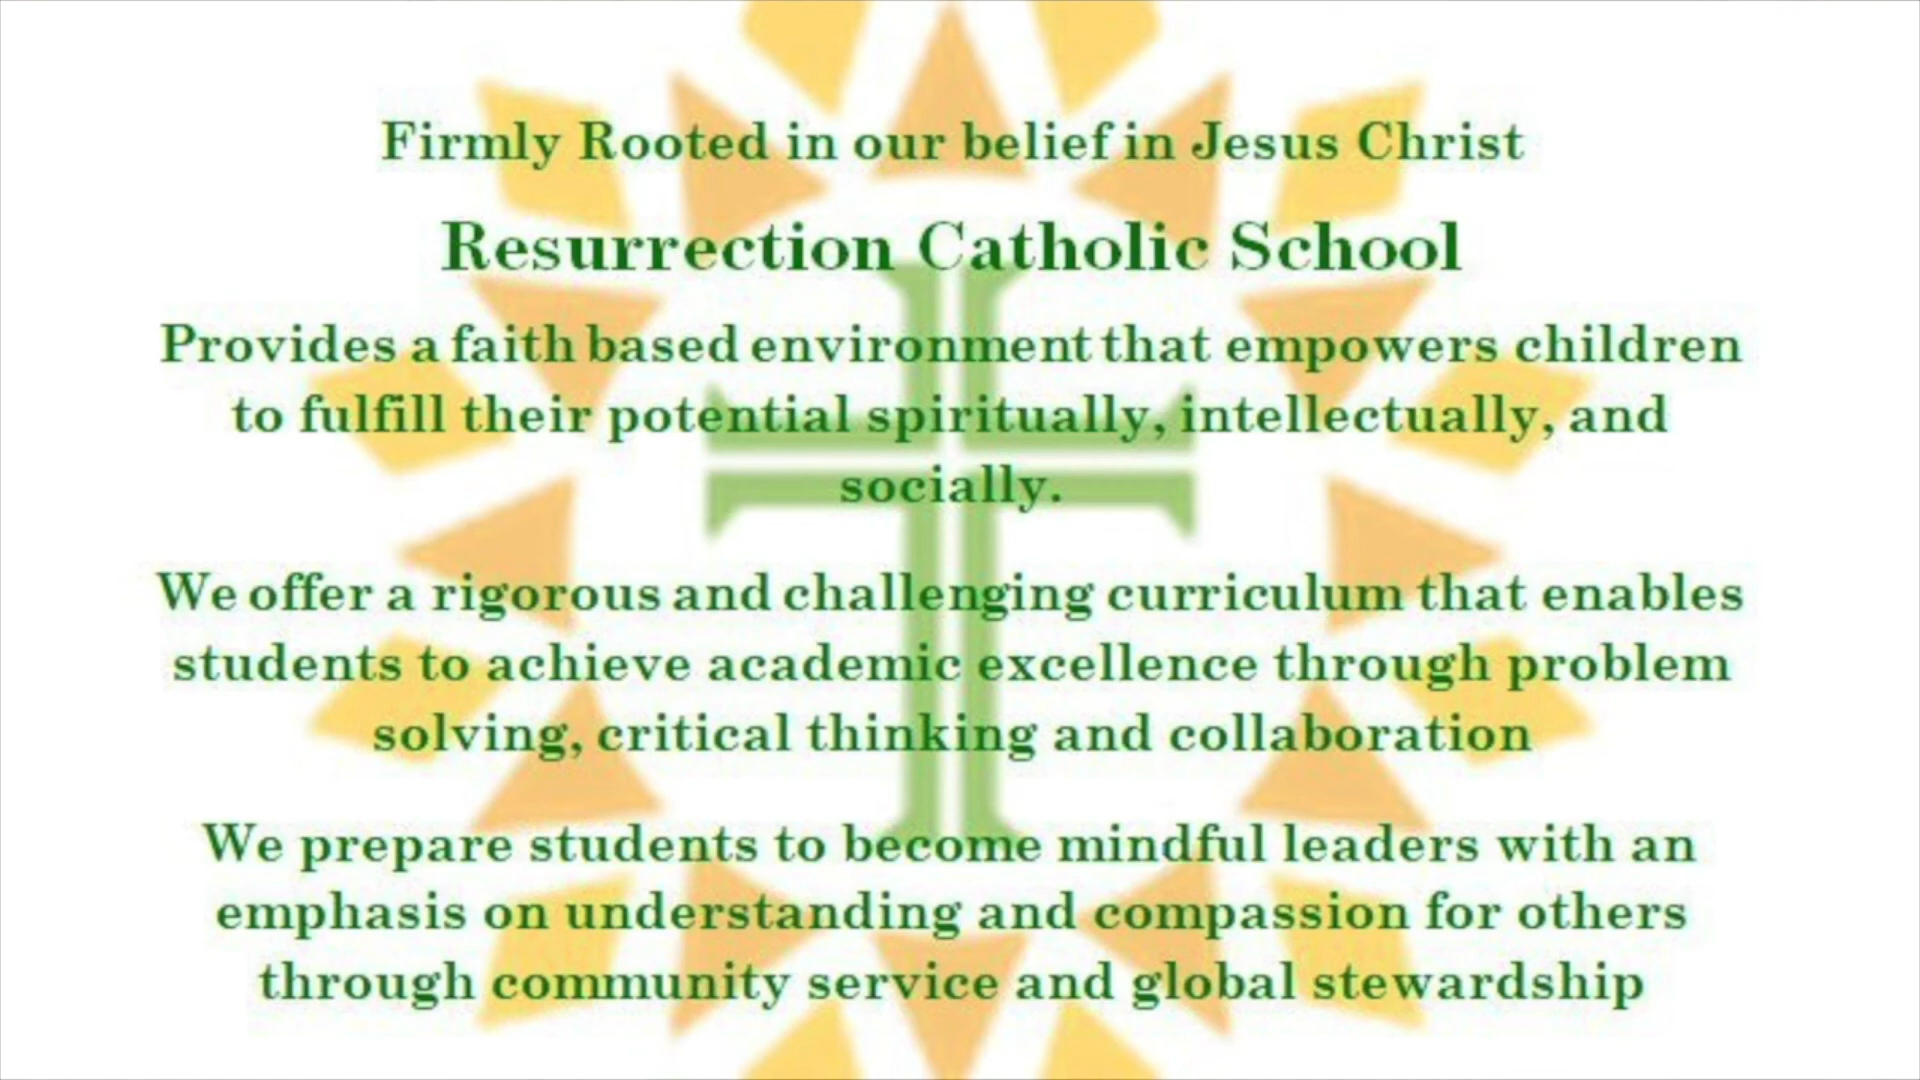 Firmly Rooted in our belief in Jesus Christ
Resurrection Catholic School
Provides a faith based environment that empowers children
to fulfill their potential spiritually, intellectually, and
socially.
We offer a rigorous and challenging curriculum that enables
students to achieve academic excellence through problem
solving, critical thinking and collaboration
We prepare students to become mindful leaders with an
emphasis on understanding and compassion for others
through community service and global stewardship